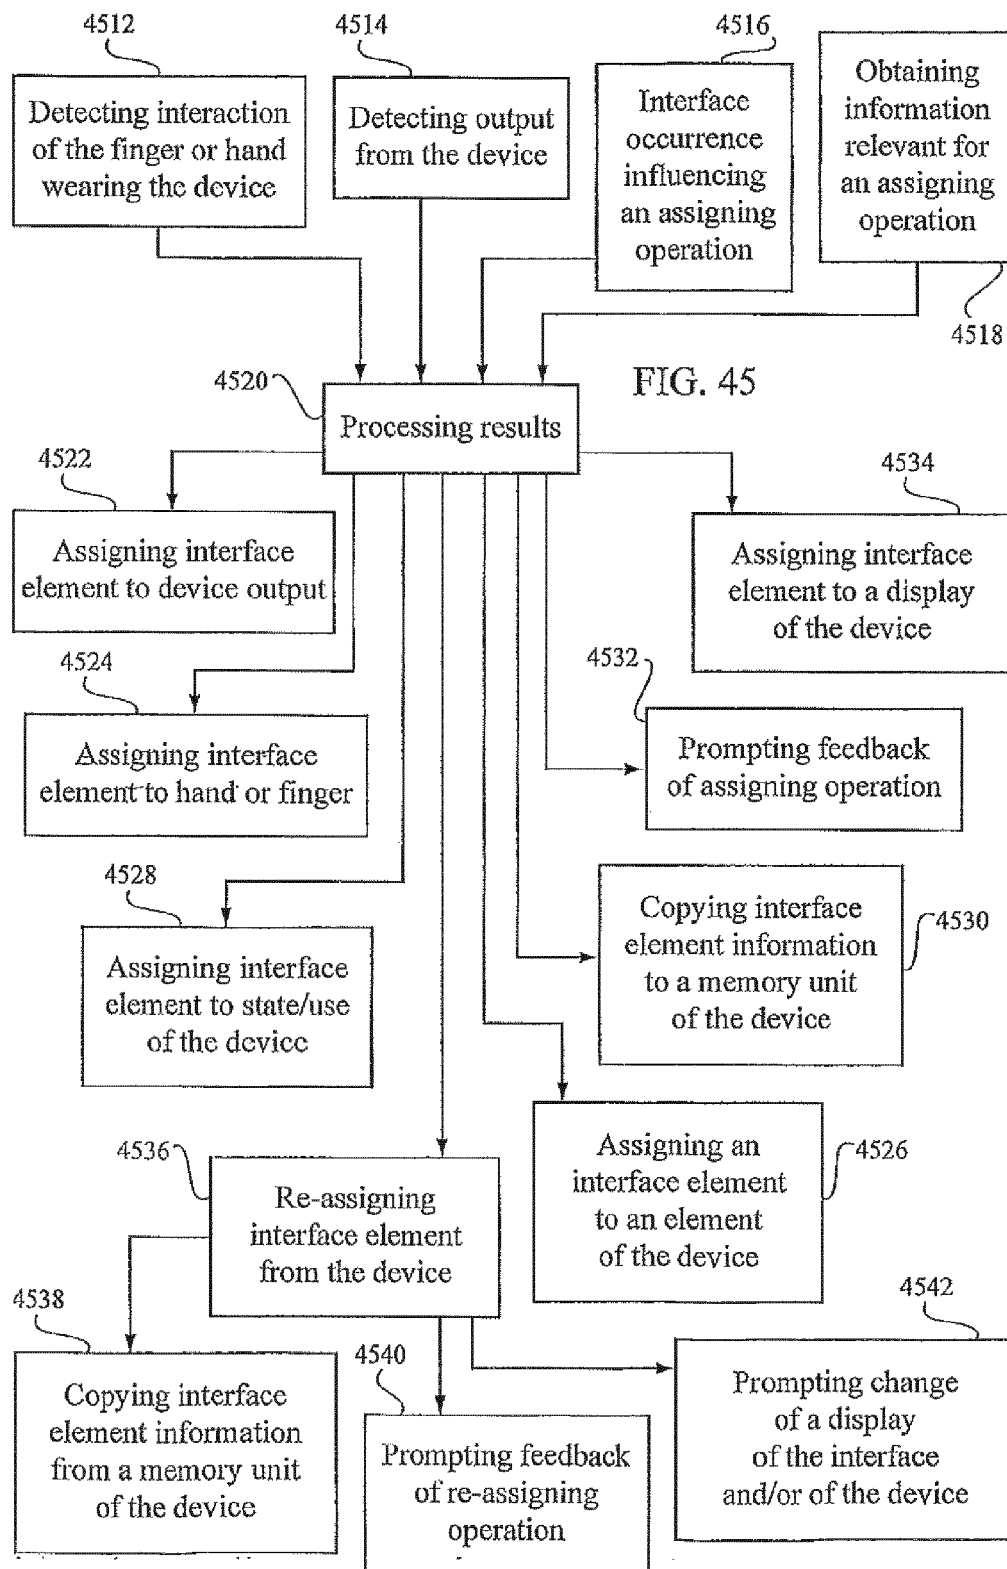 4512
4514
4516
Detecting interaction
of the finger or hand
wearing the device
Detecting output
from the device
Interface
occurrence
influencing
an assigning
operation
Obtaining
information
relevant for
an assigning
operation
4518
4520
FIG. 45
Processing results
4522
4534
Assigning interface
element to device output
Assigning interface
element to a display
of the device
4524
4532
Assigning interface
element to hand or finger
Prompting feedback
of assigning operation
4528
Assigning interface
element to state/use
of the device
Copying interface
element information
to a memory unit
of the device
4530
4536
Re-assigning
interface element
from the device
Assigning an
interface element
to an element
of the device
4526
4538
4540
4542
Copying interface
element information
from a memory unit
of the device
Prompting feedback
of re-assigning
operation
Prompting change
of a display
of the interface
and/or of the device